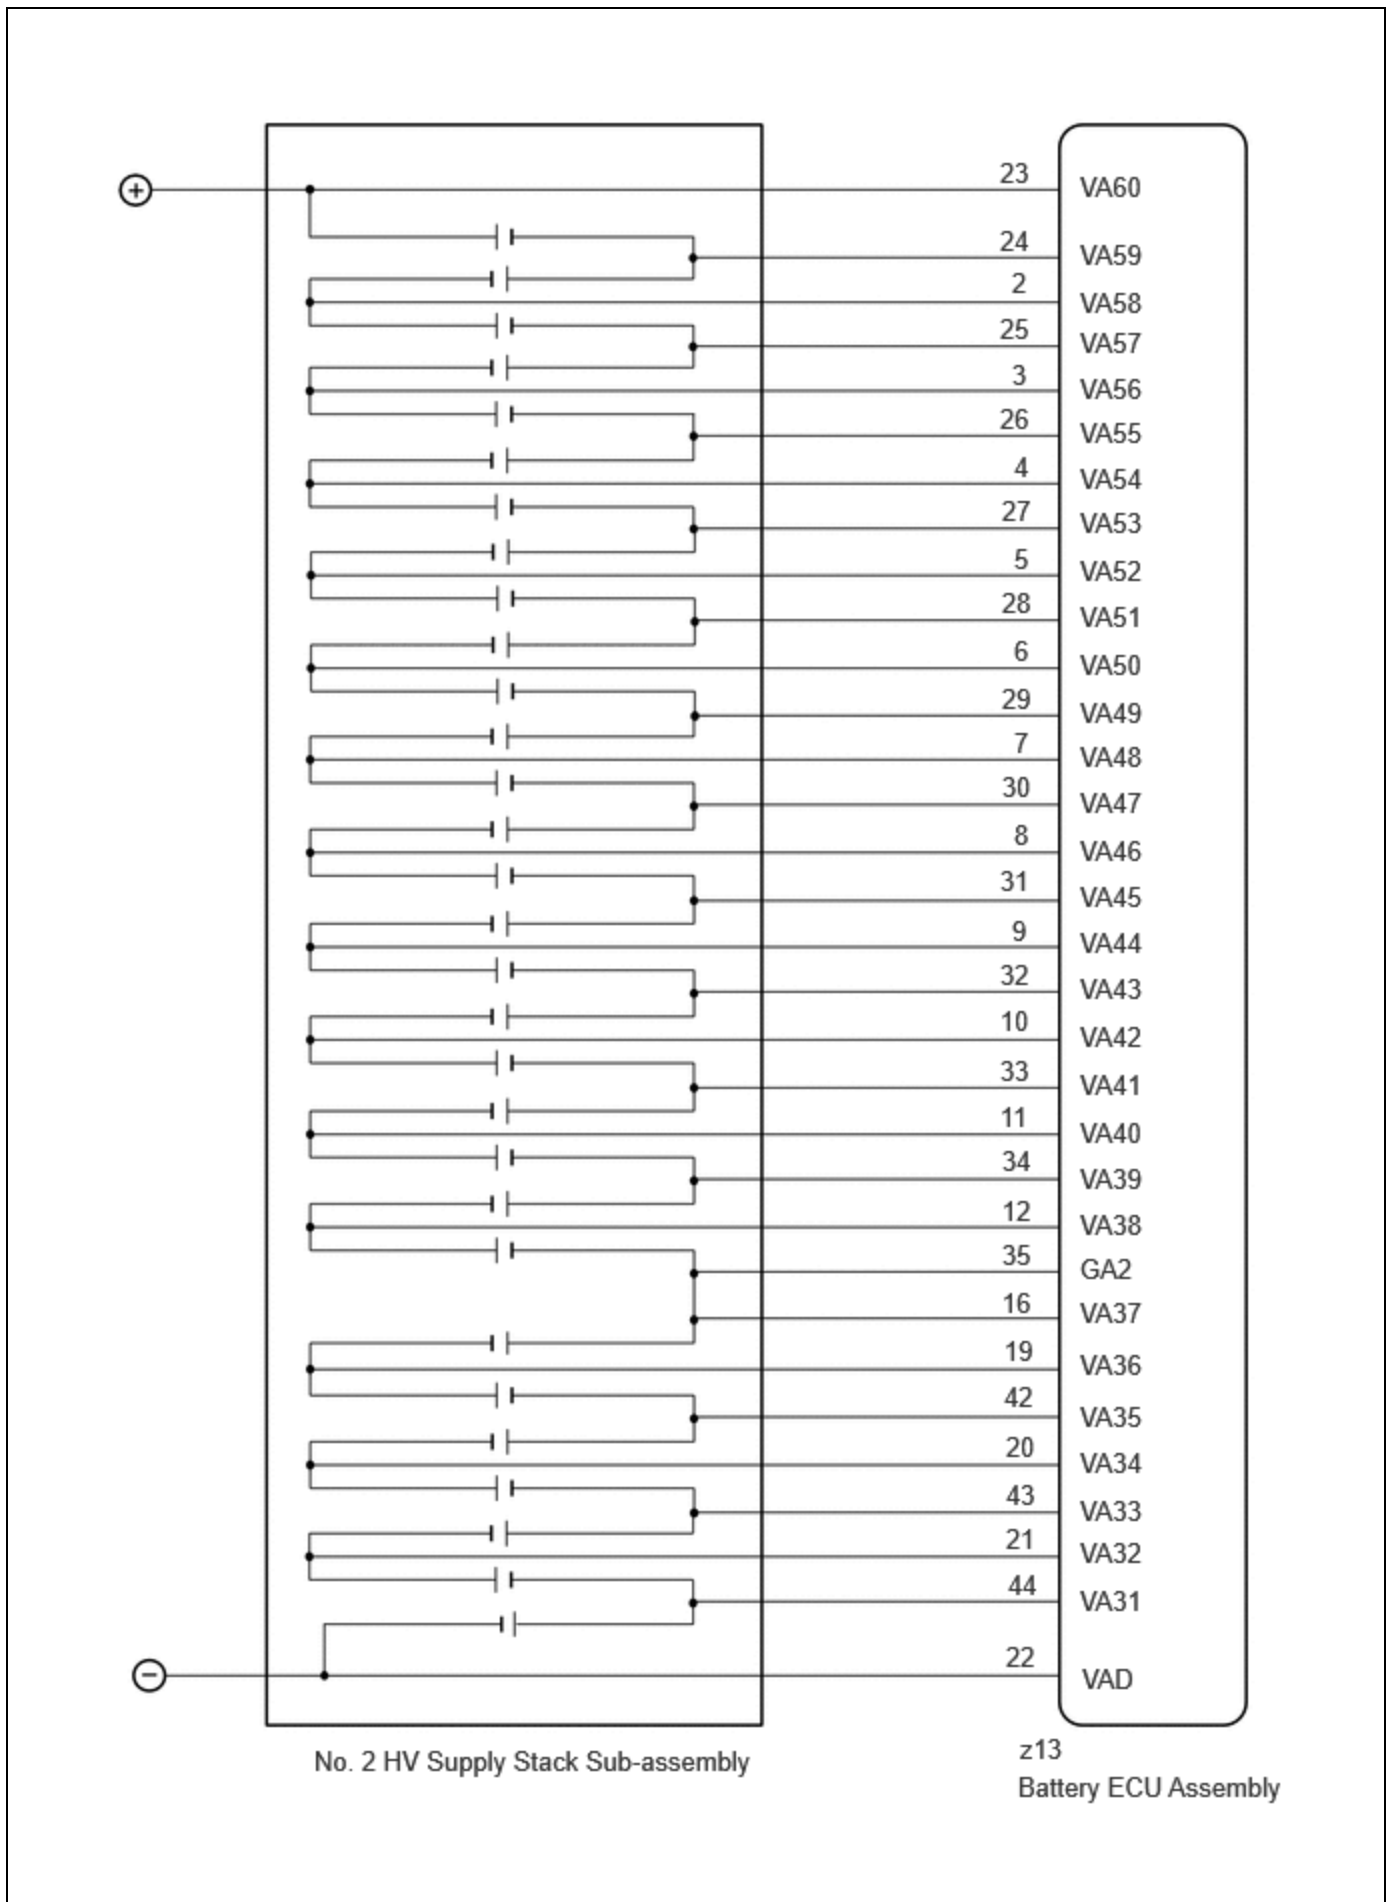 +
23 VA60
24 VA59
2 VA58
25 VA57
3 VA56
26 VA55
4 VA54
27 VA53
5 VA52
28 VA51
6 VA50
29 VA49
7 VA48
30 VA47
8 VA46
31 VA45
9 VA44
32 VA43
10 VA42
33 VA41
11 VA40
34 VA39
12 VA38
35 GA2
16 VA37
19 VA36
42 VA35
20 VA34
43 VA33
21 VA32
44 VA31
−
22 VAD
No. 2 HV Supply Stack Sub-assembly
z13
Battery ECU Assembly